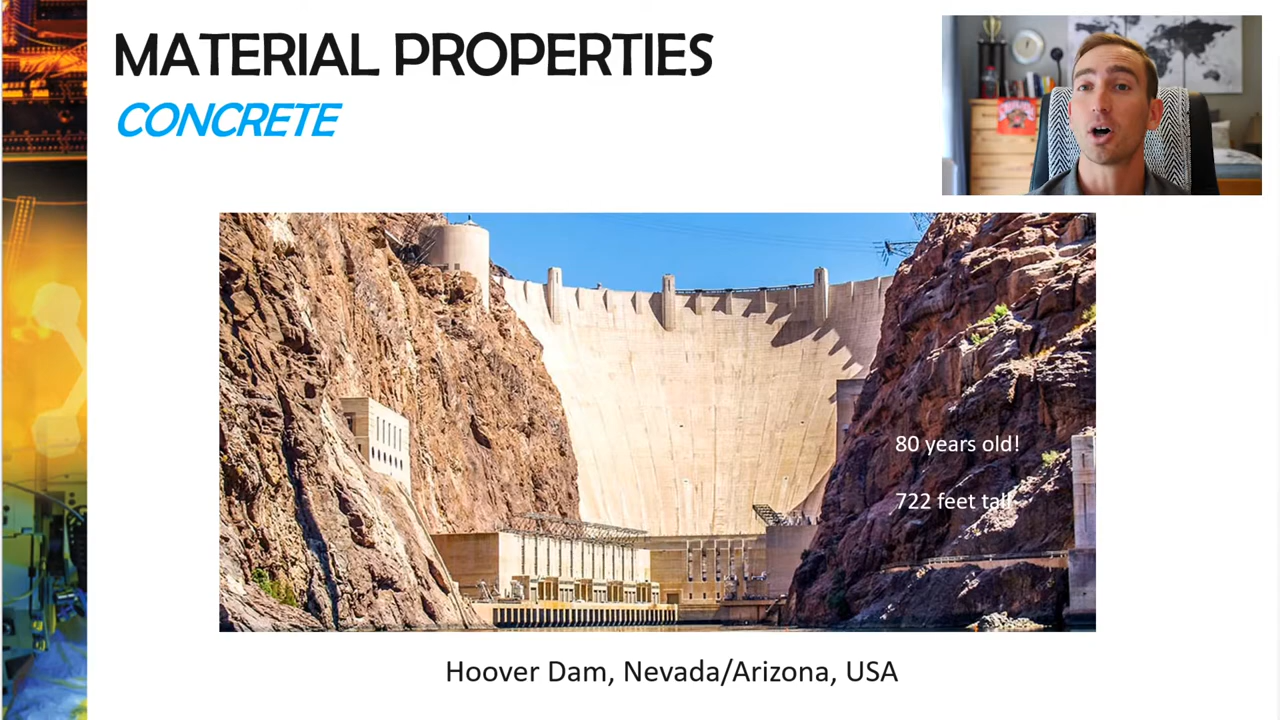 MATERIAL PROPERTIES
CONCRETE
80 years old!
722 feet tall
Hoover Dam, Nevada/Arizona, USA